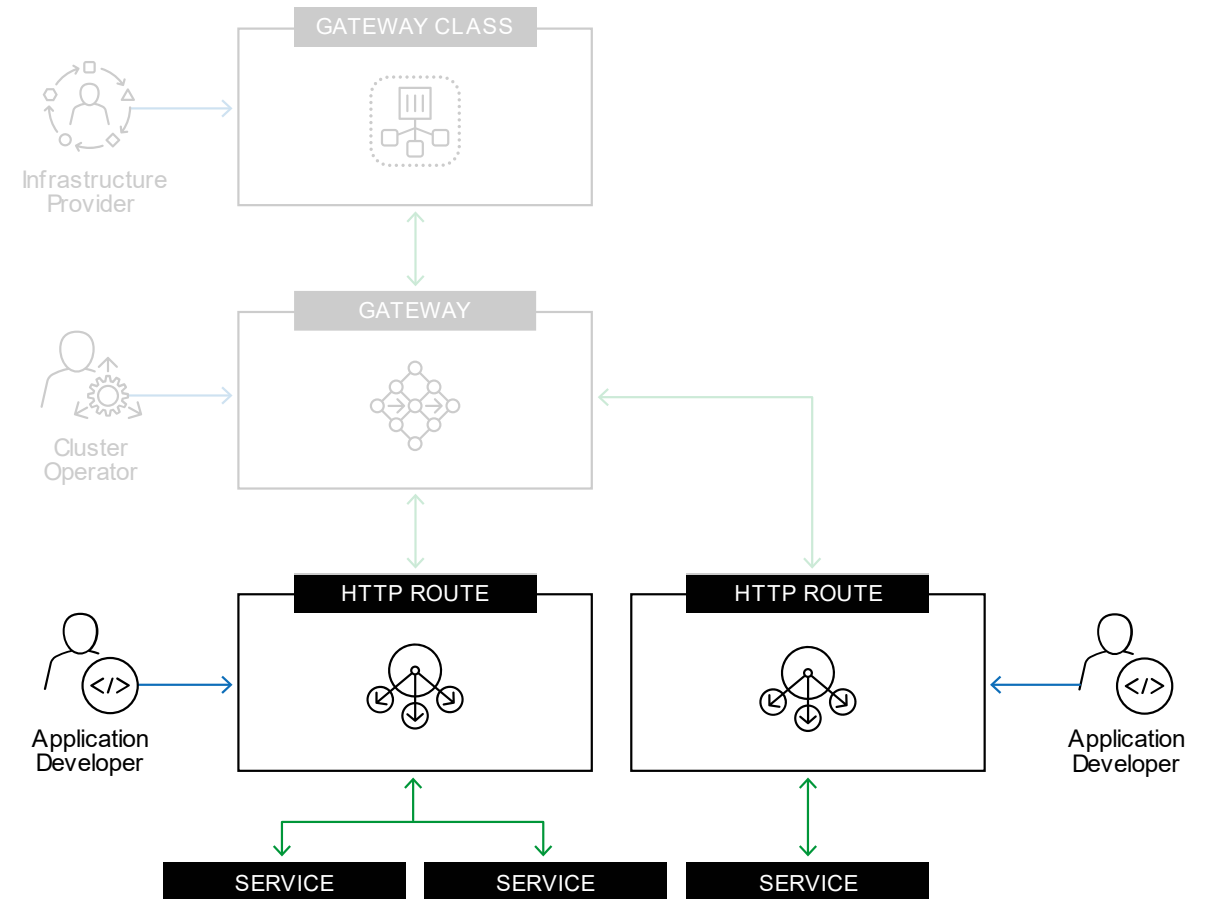 GATEWAY CLASS
Infrastructure
Provider
GATEWAY
Cluster
Operator
HTTP ROUTE
HTTP ROUTE
</>
</>
Application
Developer
Application
Developer
SERVICE
SERVICE
SERVICE